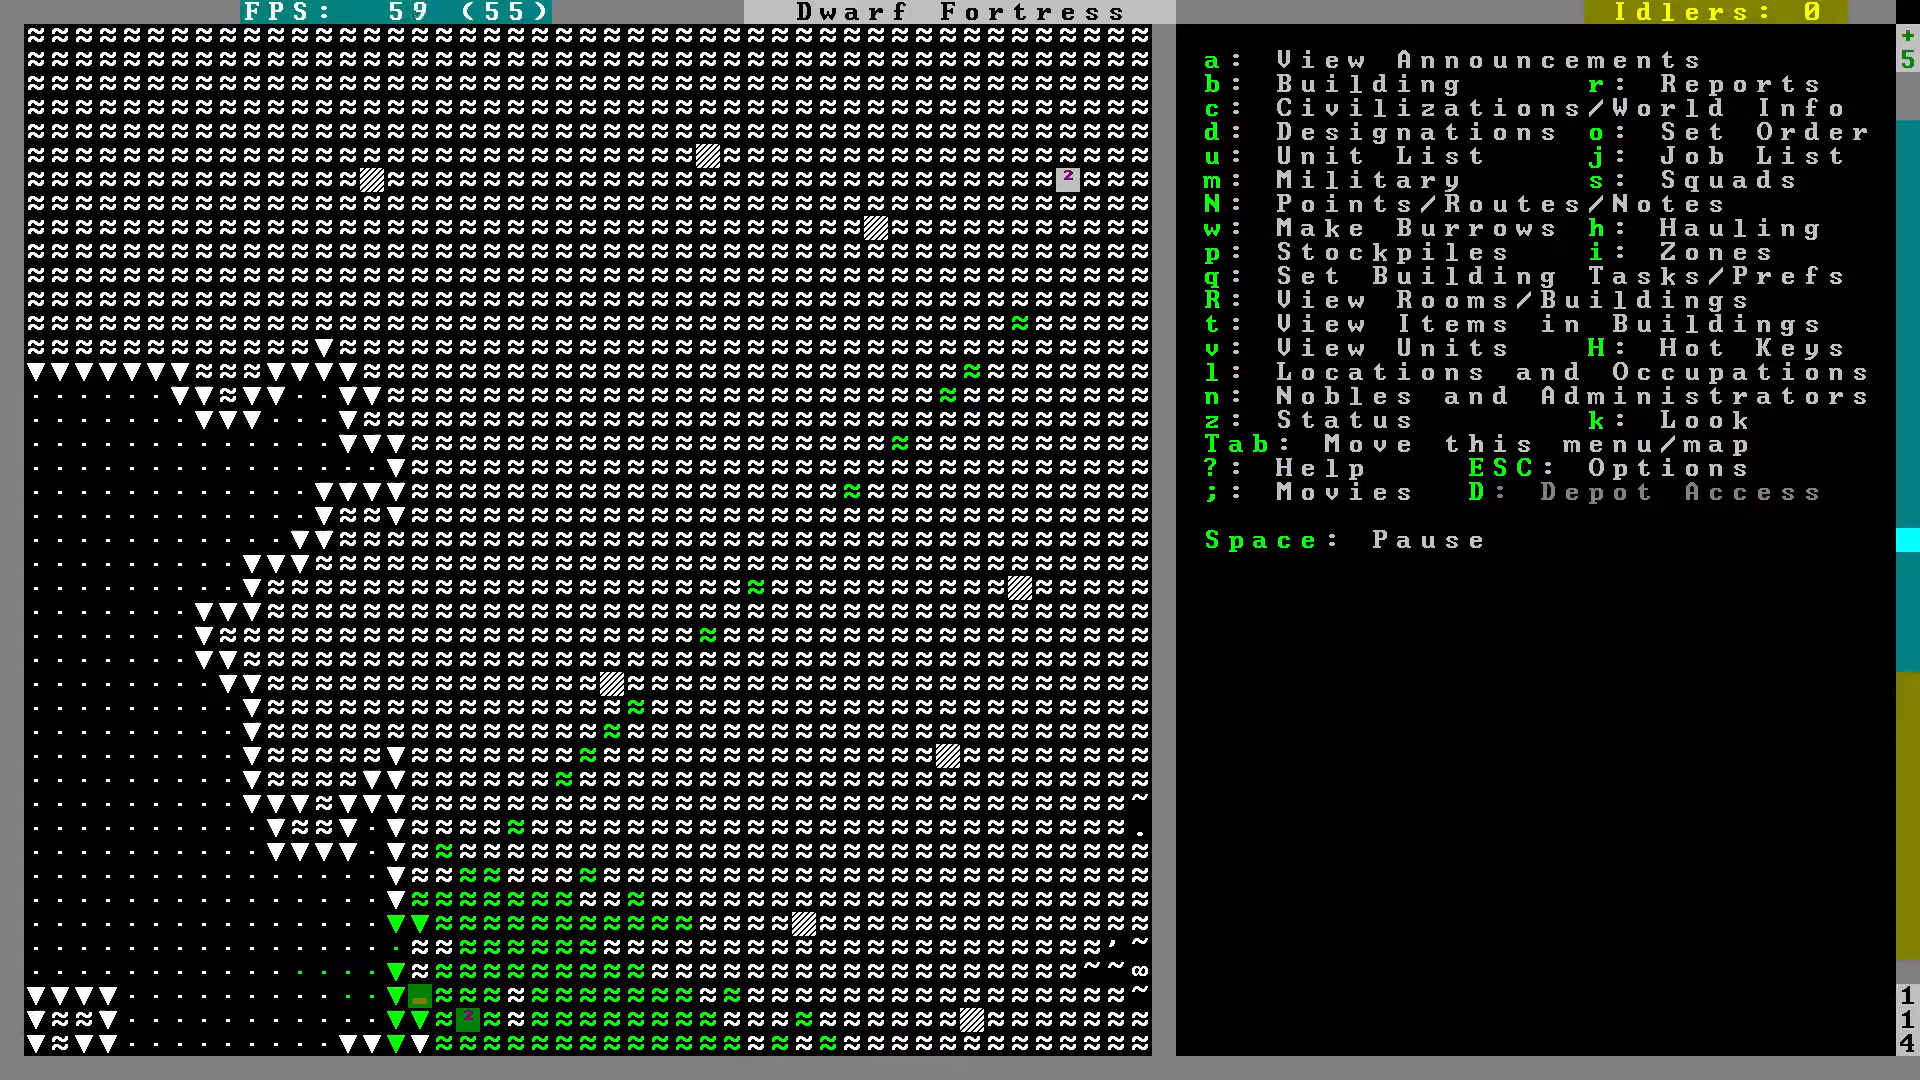 FPS: 59 (55) Dwarf Fortress Idlers: 0
+5
a: View Announcements
b: Building r: Reports
c: Civilizations/World Info
d: Designations o: Set Order
u: Unit List j: Job List
m: Military s: Squads
N: Points/Routes/Notes
w: Make Burrows h: Hauling
p: Stockpiles i: Zones
q: Set Building Tasks/Prefs
R: View Rooms/Buildings
t: View Items in Buildings
v: View Units H: Hot Keys
l: Locations and Occupations
n: Nobles and Administrators
z: Status k: Look
Tab: Move this menu/map
?: Help ESC: Options
;: Movies D: Depot Access
Space: Pause
114